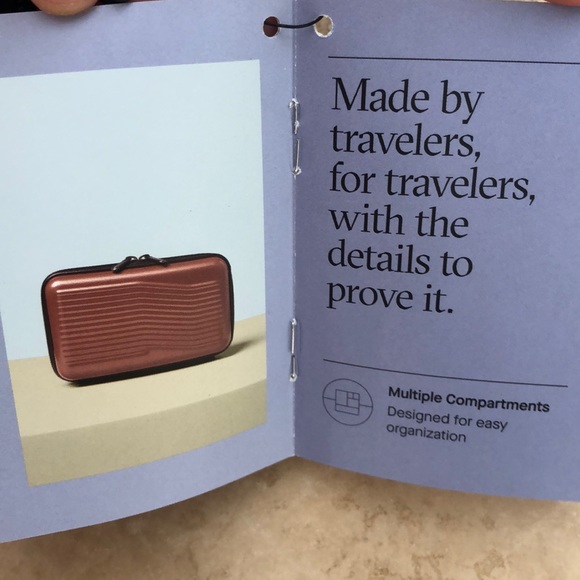 Made by
travelers,
for travelers,
with the
details to
prove it.
Multiple Compartments
Designed for easy
organization